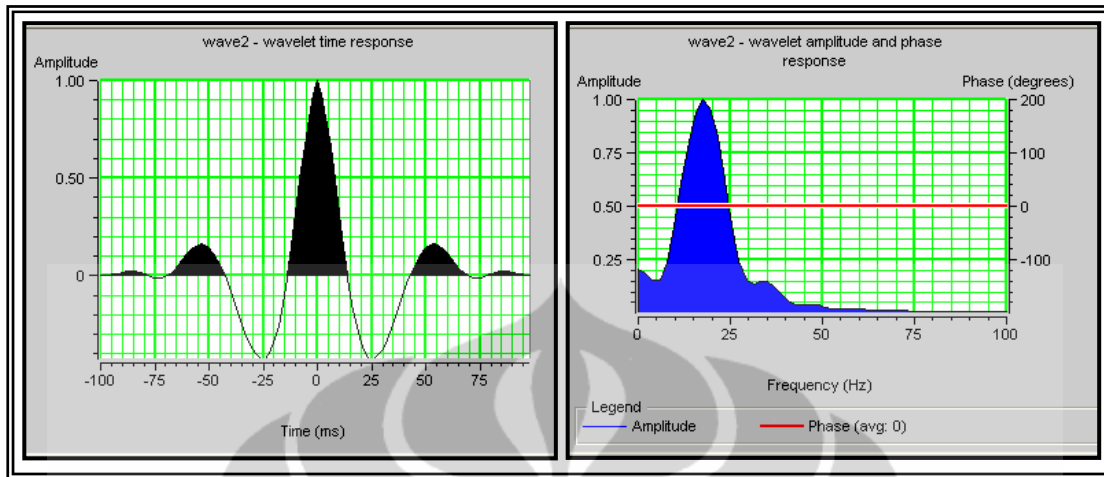 wave2 - wavelet time response
Amplitude
1.00
0.50
0
-100 -75 -50 -25 0 25 50 75
Time (ms)
wave2 - wavelet amplitude and phase
response
Amplitude Phase (degrees)
1.00 200
0.75 100
0.50 0
0.25 -100
0 25 50 75 100
Frequency (Hz)
Legend
Amplitude Phase (avg: 0)